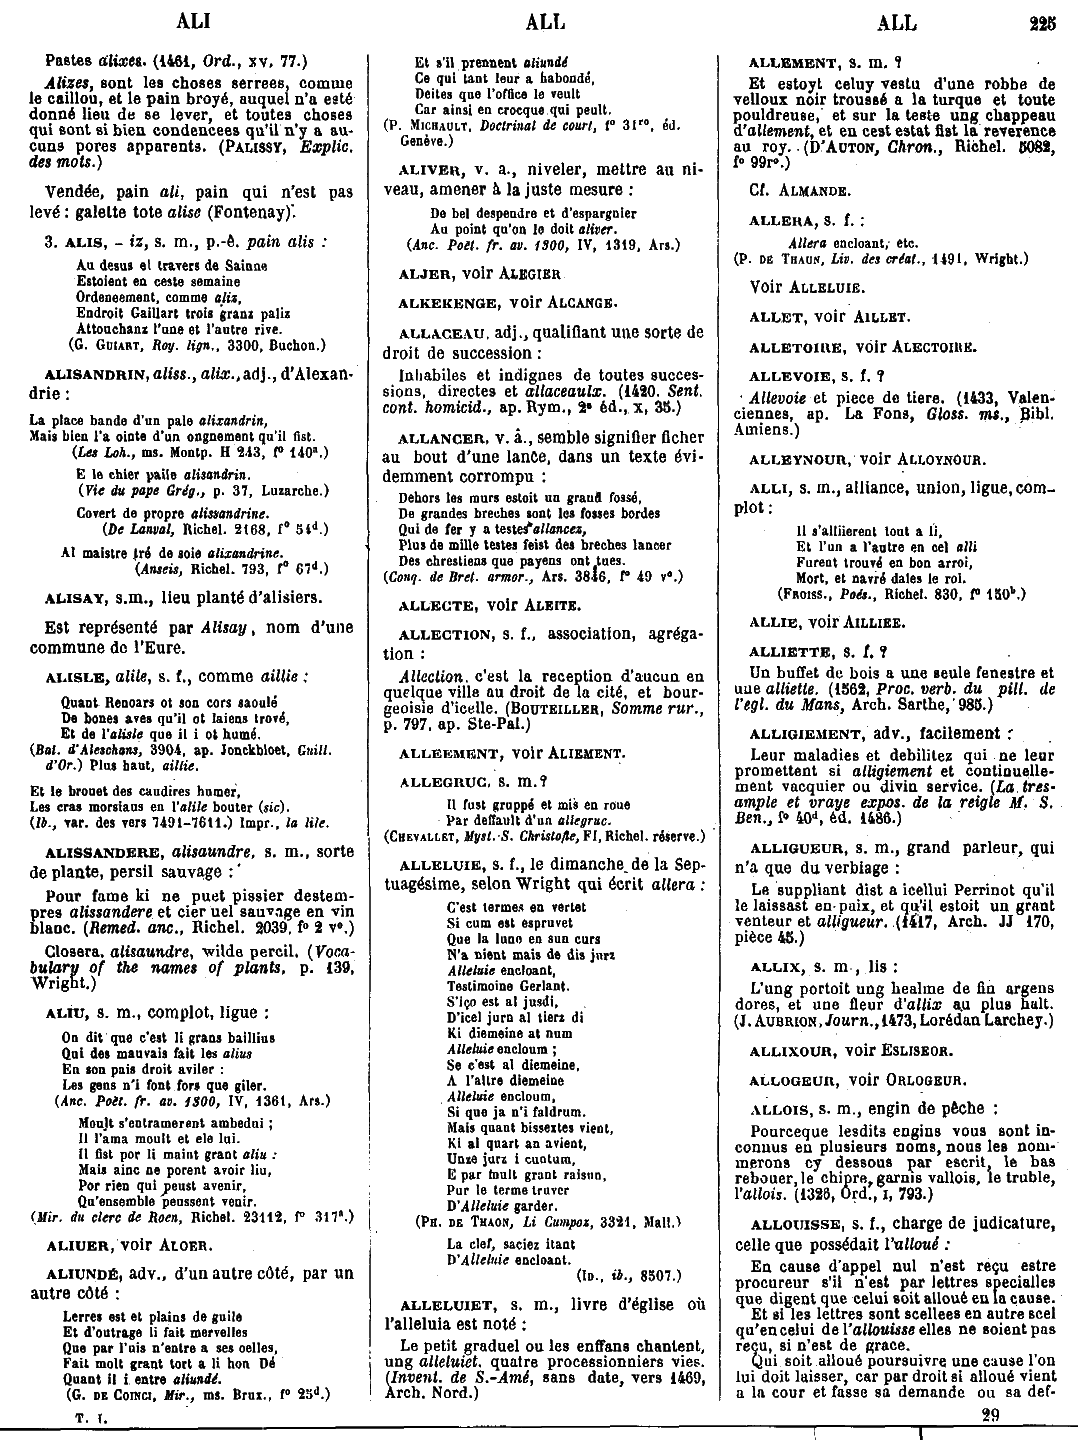 ALI
ALL
ALL
225
Pastes alixes. (1461, Ord., xv, 77.)
Alizes, sont les choses serrees, comme
le caillou, et le pain broyé, auquel n'a esté
donné lieu de se lever, et toutes choses
qui sont si bien condencees qu'il n'y a au-
cuns pores apparents. (PALISSY, Explic.
des mots.)
Vendée, pain ali, pain qui n'est pas
levé : galette tote alise (Fontenay).
3. ALIS, – iz, s. m., p.-ê. pain alis :
Au desus el travers de Sainne
Estoient en ceste semaine
Ordeneement, comme aliz,
Endroit Gaillart trois granz paliz
Attouchanz l'une et l'autre rive.
(G. GUIART, Roy. lign., 3300, Buchon.)
ALISANDRIN, aliss., alix., adj., d'Alexan-
drie :
La place bande d'un pale alixandrin,
Mais bien l'a ointe d'un ongnement qu'il fist.
(Les Loh., ms. Montp. H 243, f° 140ª.)
E le chier paile alisandrin.
(Vie du pape Grég., p. 37, Luzarche.)
Covert de propre alissandrine.
(De Lanval, Richel. 2168, f° 54d.)
Al maistre tré de soie alixandrine.
(Anseis, Richel. 793, f° 67d.)
ALISAY, s.m., lieu planté d'alisiers.
Est représenté par Alisay, nom d'une
commune de l'Eure.
ALISLE, alile, s. f., comme aillie :
Quant Renoars ot son cors saoulé
De bones aves qu'il ot laiens trové,
Et de l'alisle que il i ot humé.
(Bat. d'Aleschans, 3904, ap. Jonckbloet, Guill.
d'Or.) Plus haut, aillie.
Et le brouet des caudires humer,
Les cras morsiaus en l'alile bouter (sic).
(Ib., var. des vers 7491-7611.) Impr., la lile.
ALISSANDERE, alisaundre, s. m., sorte
de plante, persil sauvage :
Pour fame ki ne puet pissier destem-
pres alissandere et cier uel sauvage en vin
blanc. (Remed. anc., Richel. 2039, f° 2 v°.)
Closera, alisaundre, wilde percil. (Voca-
bulary of the names of plants, p. 139,
Wright.)
ALIU, s. m., complot, ligue :
On dit que c'est li grans baillius
Qui des mauvais fait les alius
En son pais droit aviler :
Les gens n'i font fors que giler.
(Anc. Poët. fr. av. 1300, IV, 1361, Ars.)
Moult s'entramerent ambedui ;
Il l'ama moult et ele lui.
Il fist por li maint grant aliu :
Mais ainc ne porent avoir liu,
Por rien qui peust avenir,
Qu'ensemble peussent venir.
(Mir. du clerc de Roen, Richel. 23112, f° 317ª.)
ALIUER, voir ALOER.
ALIUNDÉ, adv., d'un autre côté, par un
autre côté :
Lerres est et plains de guile
Et d'outrage li fait mervelles
Que par l'uis n'entre a ses oelles,
Fait molt grant tort a li hon Dé
Quant il i entre aliundé.
(G. DE COINCI, Mir., ms. Brux., f° 25d.)
T. I.
Et s'il prennent aliundé
Ce qui tant leur a habondé,
Deites que l'office le veult
Car ainsi en crocque qui peult.
(P. MICHAULT, Doctrinal de court, f° 31ro, éd.
Genève.)
ALIVER, v. a., niveler, mettre au ni-
veau, amener à la juste mesure :
De bel despendre et d'espargnier
Au point qu'on le doit aliver.
(Anc. Poët. fr. av. 1300, IV, 1319, Ars.)
ALJER, voir ALEGIER
ALKEKENGE, voir ALCANGE.
ALLACEAU, adj., qualifiant une sorte de
droit de succession :
Inhabiles et indignes de toutes succes-
sions, directes et allaceaulx. (1420. Sent.
cont. homicid., ap. Rym., 2e éd., x, 35.)
ALLANCER, v. â., semble signifier ficher
au bout d'une lance, dans un texte évi-
demment corrompu :
Dehors les murs estoit un grand fossé,
De grandes breches sont les fosses bordes
Qui de fer y a testes allancez,
Plus de mille testes feist des breches lancer
Des chrestiens que payens ont tues.
(Conq. de Bret. armor., Ars. 3846, f° 49 v°.)
ALLECTE, voir ALEITE.
ALLECTION, s. f., association, agréga-
tion :
Allection, c'est la reception d'aucun en
quelque ville au droit de la cité, et bour-
geoisie d'icelle. (BOUTEILLER, Somme rur.,
p. 797, ap. Ste-Pal.)
ALLEEMENT, voir ALIEMENT.
ALLEGRUC, s. m. ?
Il fust gruppé et mis en roue
Par deffault d'un allegruc.
(CHEVALLET, Myst. S. Christofle, FI, Richel. réserve.)
ALLELUIE, s. f., le dimanche de la Sep-
tuagésime, selon Wright qui écrit allera :
C'est termes en vertet
Si cum est espruvet
Que la lune en sun curs
N'a nient mais de dis jurz
Alleluie encloant,
Testimoine Gerlant.
S'iço est al jusdi,
D'icel jurn al tierz di
Ki diemeine at num
Alleluie encloum ;
Se c'est al diemeine,
A l'altre diemeine
Alleluie encloum,
Si que ja n'i faldrum.
Mais quant bissextes vient,
Ki al quart an avient,
Unze jurz i cuntum,
E par mult grant raisun,
Pur le terme truver
D'Alleluie garder.
(PH. DE THAON, Li Cumpoz, 3321, Mall.)
La clef, saciez itant
D'Alleluie encloant.
(ID., ib., 3507.)
ALLELUIET, s. m., livre d'église où
l'alleluia est noté :
Le petit graduel ou les enffans chantent,
ung alleluiet, quatre processionniers vies.
(Invent. de S.-Amé, sans date, vers 1469,
Arch. Nord.)
ALLEMENT, s. m. ?
Et estoyt celuy vestu d'une robbe de
velloux noir troussé a la turque et toute
pouldreuse, et sur la teste ung chappeau
d'allement, et en cest estat fist la reverence
au roy. (D'AUTON, Chron., Richel. 5082,
f° 99r°.)
Cf. ALMANDE.
ALLERA, s. f. :
Allera encloant, etc.
(P. DE THAUN, Liv. des créat., 1491, Wright.)
Voir ALLELUIE.
ALLET, voir AILLET.
ALLETOIRE, voir ALECTOIRE.
ALLEVOIE, s. f. ?
Allevoie et piece de tiere. (1433, Valen-
ciennes, ap. La Fons, Gloss. ms., Bibl.
Amiens.)
ALLEYNOUR, voir ALLOYNOUR.
ALLI, s. m., alliance, union, ligue, com-
plot :
Il s'alliierent tout a li,
Et l'un a l'autre en cel alli
Furent trouvé en bon arroi,
Mort, et navré dales le roi.
(FROISS., Poés., Richel. 830, f° 150b.)
ALLIE, voir AILLIEE.
ALLIETTE, s. f. ?
Un buffet de bois a une seule fenestre et
une alliette. (1562, Proc. verb. du pill. de
l'egl. du Mans, Arch. Sarthe, 985.)
ALLIGIEMENT, adv., facilement :
Leur maladies et debilitez qui ne leur
promettent si alligiement et continuelle-
ment vacquier ou divin service. (La tres-
ample et vraye expos. de la reigle M. S.
Ben., f° 40d, éd. 1486.)
ALLIGUEUR, s. m., grand parleur, qui
n'a que du verbiage :
Le suppliant dist a icellui Perrinot qu'il
le laissast en paix, et qu'il estoit un grant
venteur et alligueur. (1417, Arch. JJ 170,
pièce 45.)
ALLIX, s. m., lis :
L'ung portoit ung healme de fin argens
dores, et une fleur d'allix au plus hult.
(J. AUBRION, Journ., 1473, Lorédan Larchey.)
ALLIXOUR, voir ESLISEOR.
ALLOGEUR, voir ORLOGEUR.
ALLOIS, s. m., engin de pêche :
Pourceque lesdits engins vous sont in-
connus en plusieurs noms, nous les nom-
merons cy dessous par escrit, le bas
rebouer, le chipre, garnis vallois, le truble,
l'allois. (1326, Ord., I, 793.)
ALLOUISSE, s. f., charge de judicature,
celle que possédait l'alloué :
En cause d'appel nul n'est reçu estre
procureur s'il n'est par lettres specialles
que digent que celui soit alloué en la cause.
Et si les lettres sont scellees en autre scel
qu'en celui de l'allouisse elles ne soient pas
reçu, si n'est de grace.
Qui soit alloué poursuivre une cause l'on
lui doit laisser, car par droit si alloué vient
a la cour et fasse sa demande ou sa def-
29